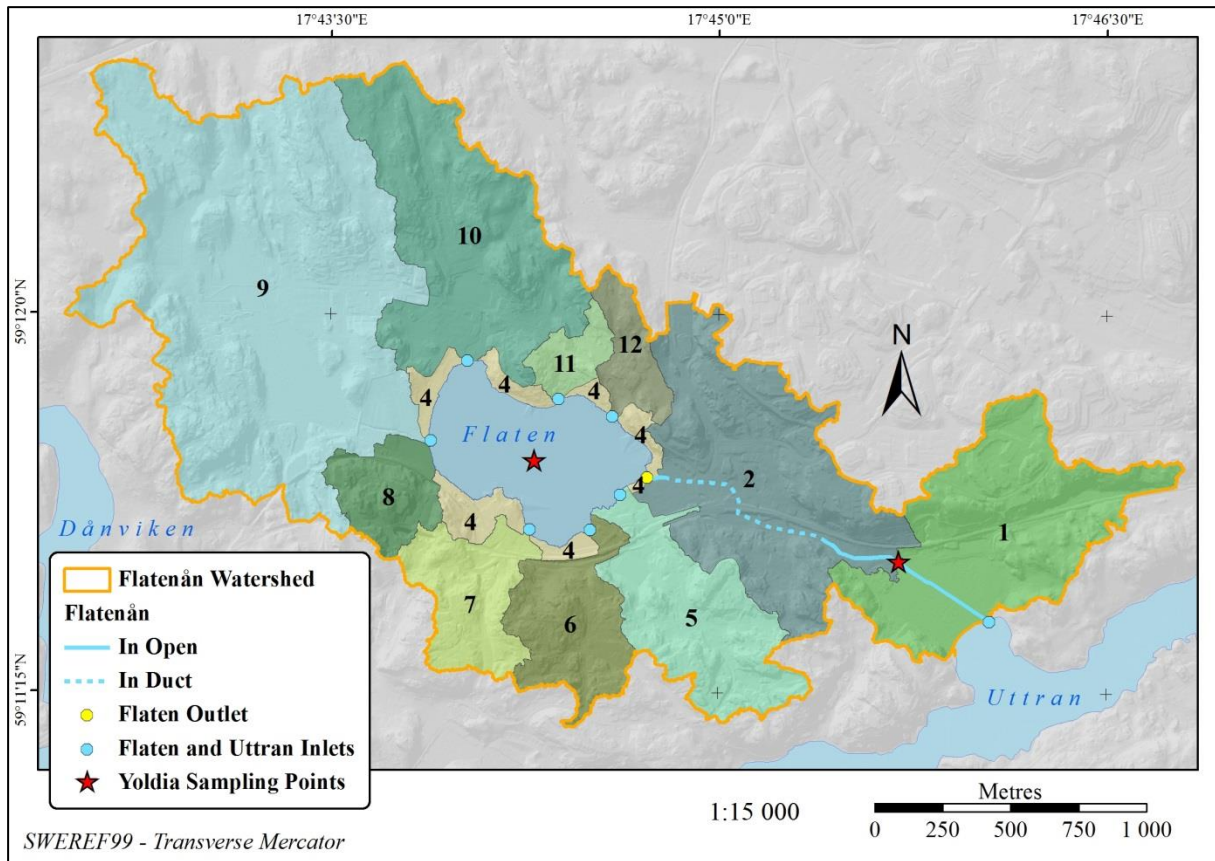 17°43'30"E
17°45'0"E
17°46'30"E
59°12'0"N
59°11'15"N
10
9
12
11
4
4
4
4
N
Flaten
2
4
8
1
Dånviken
4
4
7
6
5
Uttran
Flatenån Watershed
Flatenån
In Open
In Duct
Flaten Outlet
Flaten and Uttran Inlets
Yoldia Sampling Points
1:15 000
Metres
0 250 500 750 1 000
SWEREF99 - Transverse Mercator